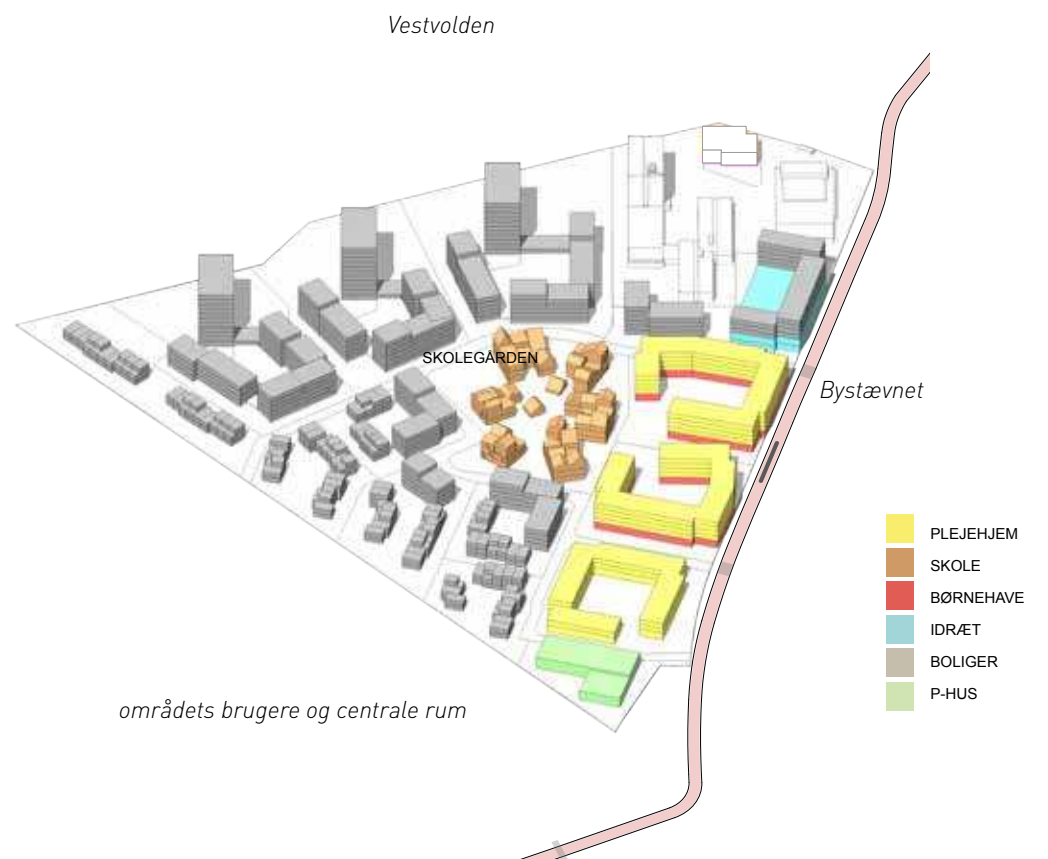 Vestvolden
SKOLEGÅRDEN
Bystævnet
PLEJEHJEM
SKOLE
BØRNEHAVE
IDRÆT
BOLIGER
P-HUS
områdets brugere og centrale rum